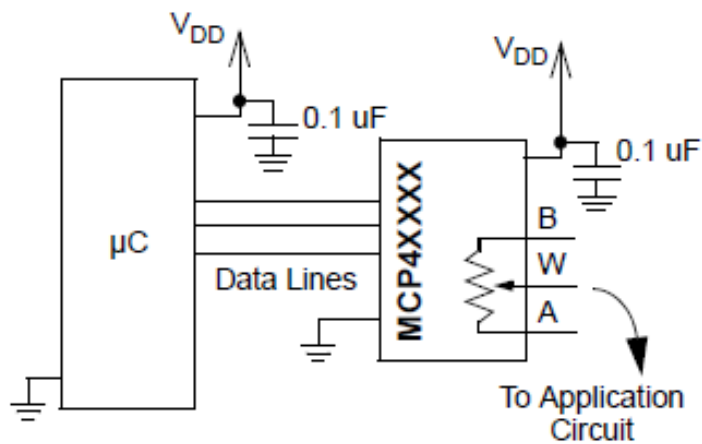 VDD
VDD
0.1 uF
0.1 uF
µC
MCP4XXXX
B
W
A
Data Lines
To Application
Circuit